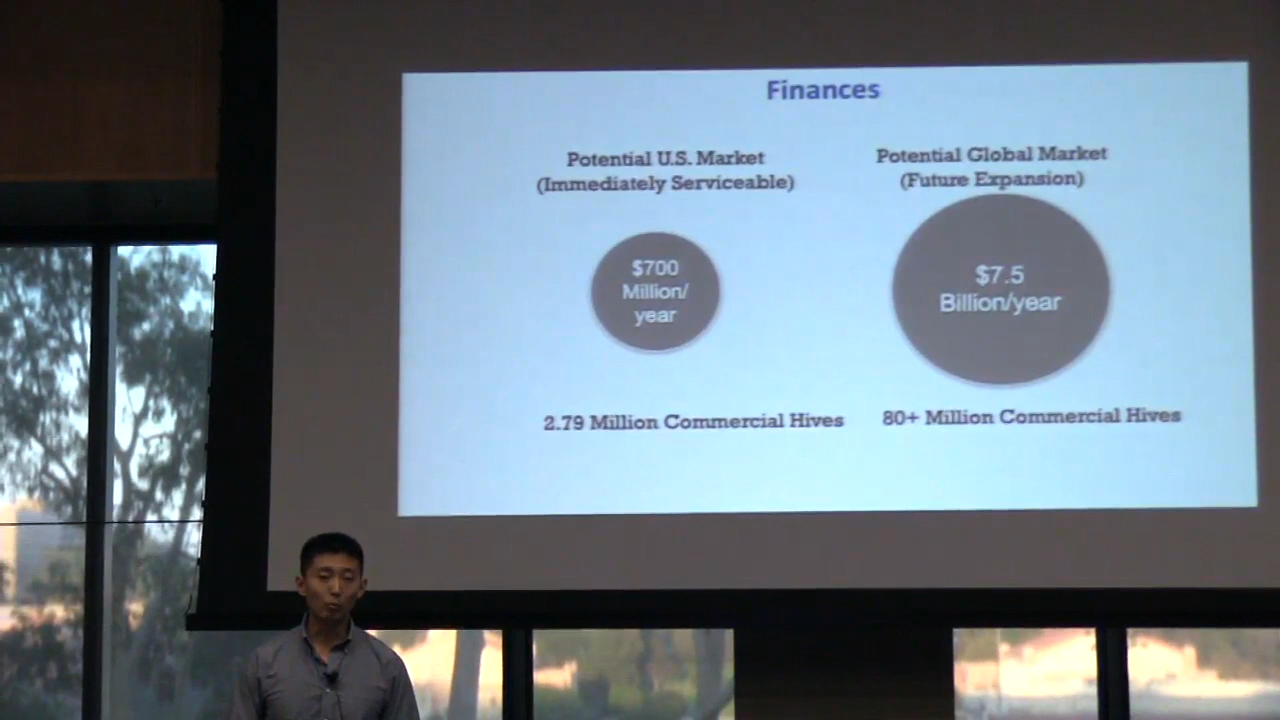 Finances
Potential U.S. Market
(Immediately Serviceable)
$700
Million/
year
2.79 Million Commercial Hives
Potential Global Market
(Future Expansion)
$7.5
Billion/year
80+ Million Commercial Hives